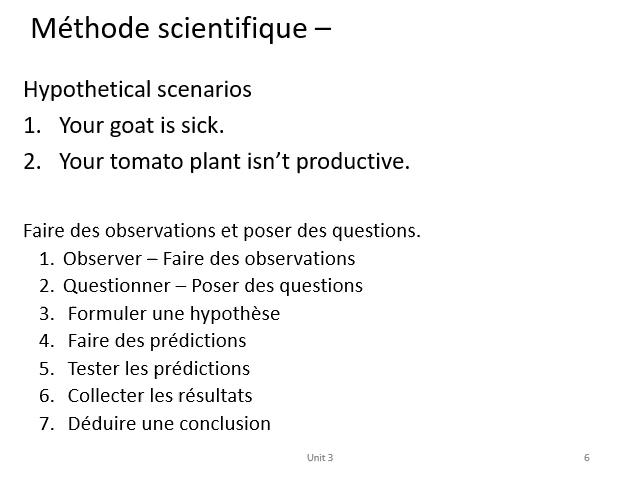 Méthode scientifique –
Hypothetical scenarios
1. Your goat is sick.
2. Your tomato plant isn’t productive.
Faire des observations et poser des questions.
1. Observer – Faire des observations
2. Questionner – Poser des questions
3. Formuler une hypothèse
4. Faire des prédictions
5. Tester les prédictions
6. Collecter les résultats
7. Déduire une conclusion
Unit 3
6